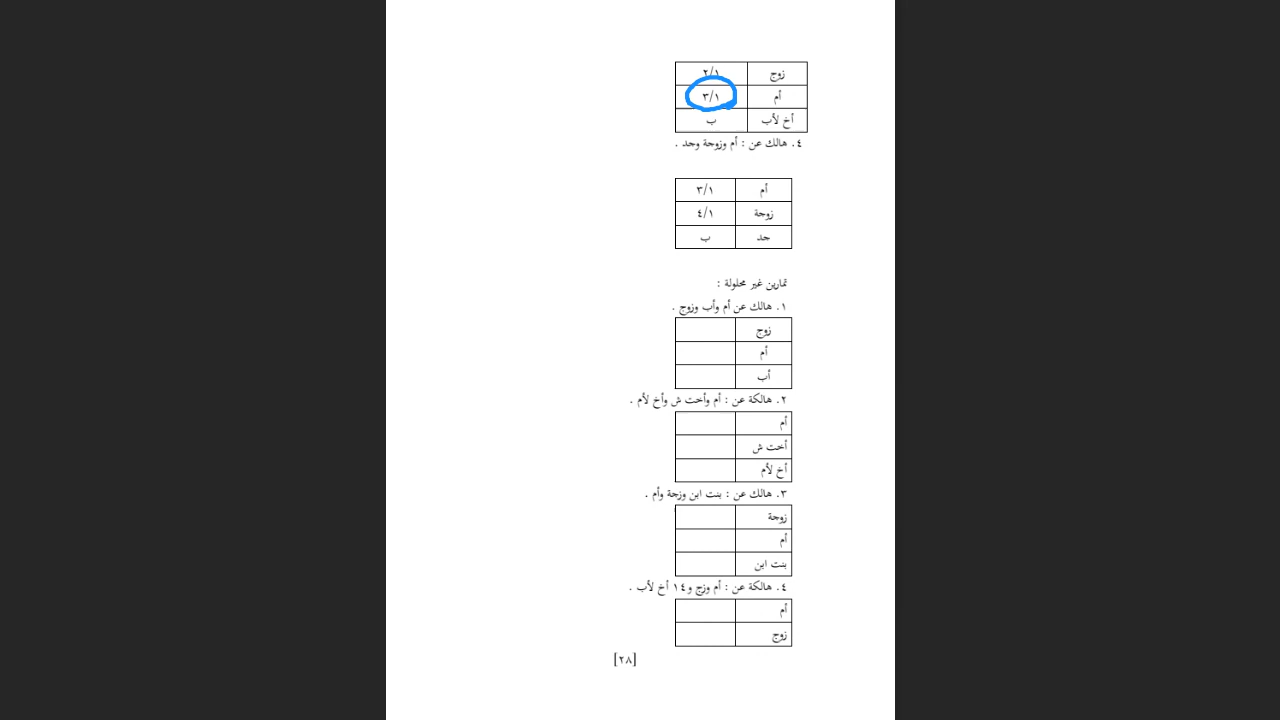 زوج ٢/١
أم ٣/١
أخ لأب ب
٤. هالك عن : أم وزوجة وجد .
أم ٣/١
زوجة ٤/١
جد ب
تمارين غير محلولة :
١. هالك عن أم وأب وزوج .
زوج
أم
أب
٢. هالكة عن : أم وأخت ش وأخ لأم .
أم
أخت ش
أخ لأم
٣. هالك عن : بنت ابن وزجة وأم .
زوجة
أم
بنت ابن
٤. هالكة عن : أم وزج و١٤ أخ لأب .
أم
زوج
[٢٨]